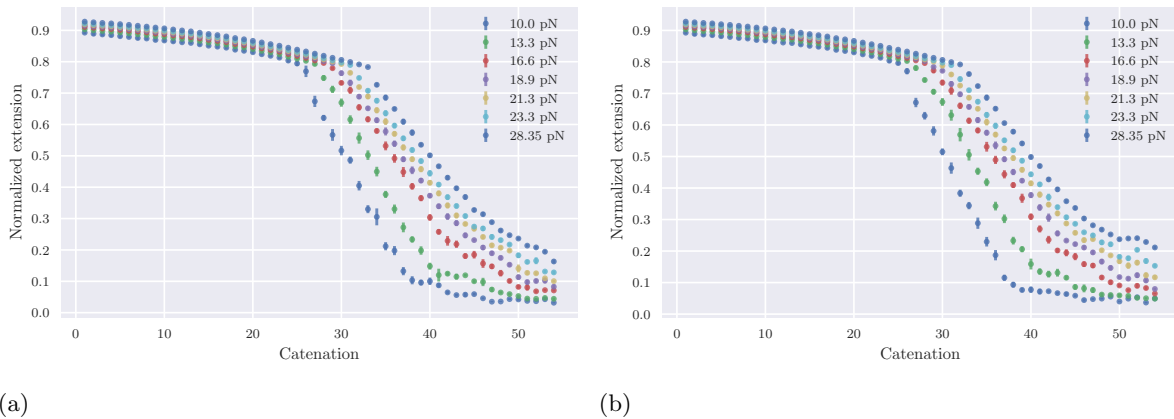 0.9
0.8
0.7
0.6
0.5
0.4
0.3
0.2
0.1
0.0
Normalized extension
0 10 20 30 40 50
Catenation
10.0 pN
13.3 pN
16.6 pN
18.9 pN
21.3 pN
23.3 pN
28.35 pN
(a)
0.9
0.8
0.7
0.6
0.5
0.4
0.3
0.2
0.1
0.0
Normalized extension
0 10 20 30 40 50
Catenation
10.0 pN
13.3 pN
16.6 pN
18.9 pN
21.3 pN
23.3 pN
28.35 pN
(b)